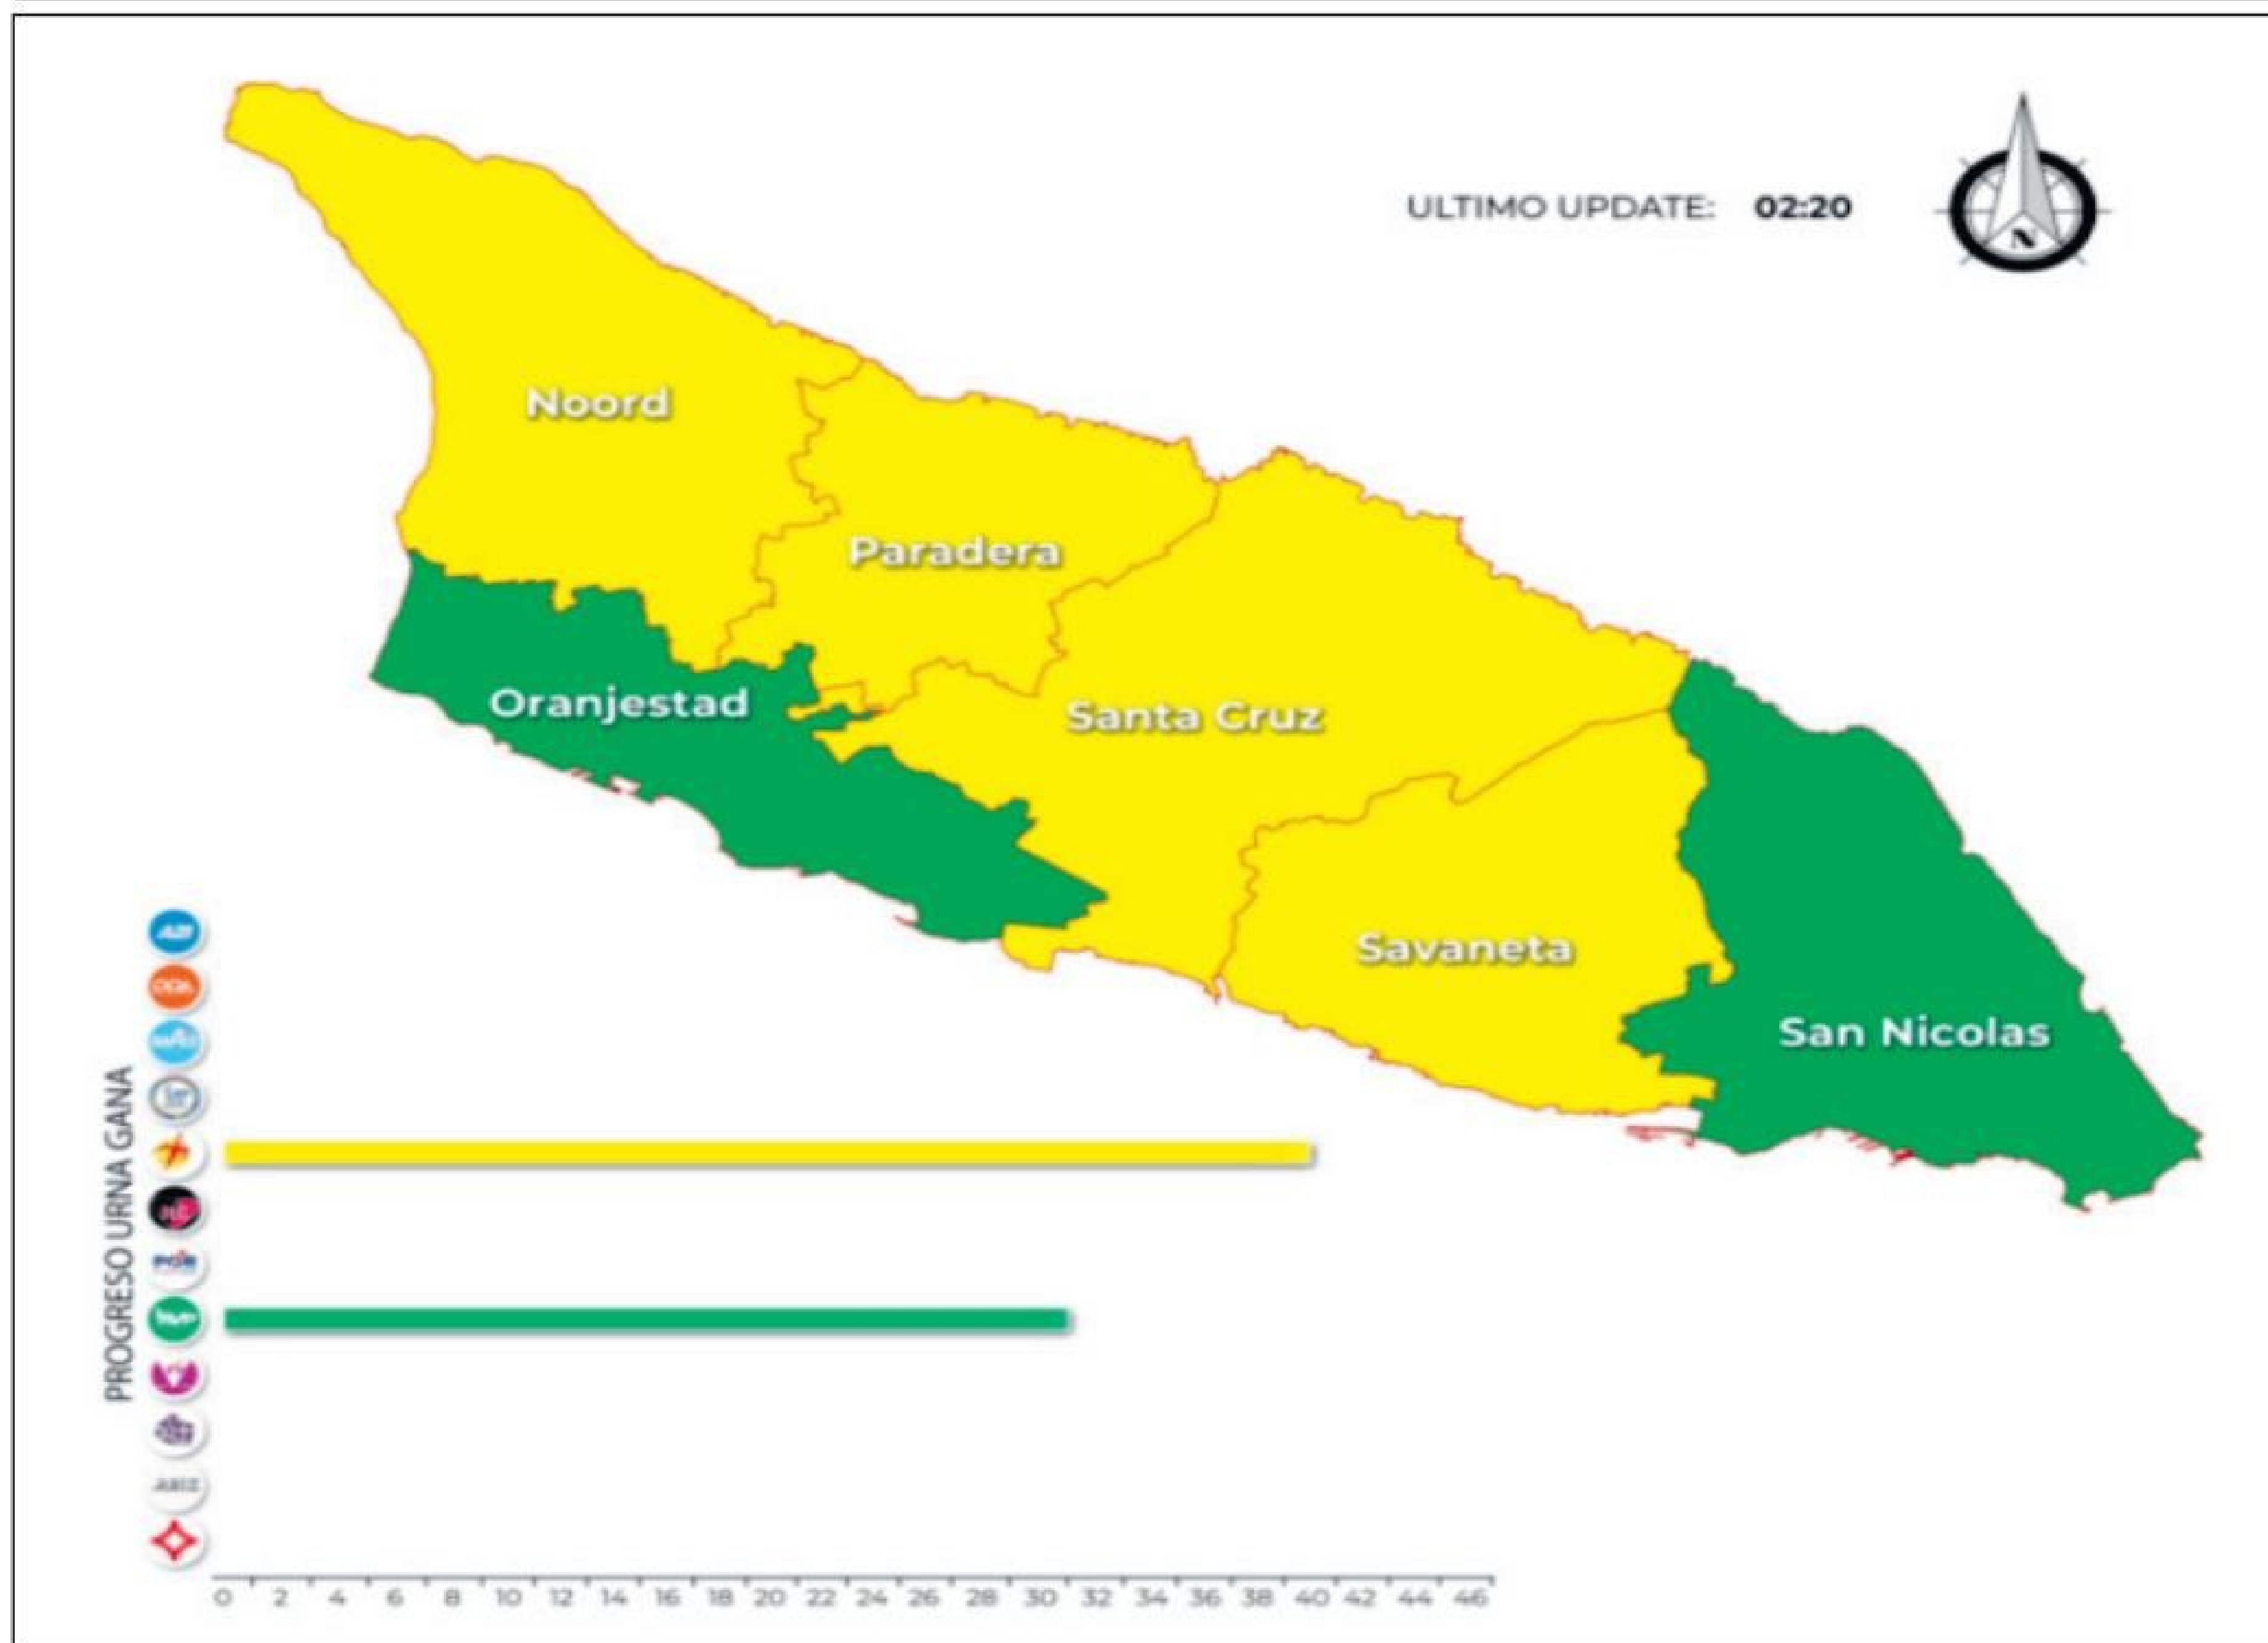 ULTIMO UPDATE: 02:20
N
Noord
Paradera
Oranjestad
Santa Cruz
Savaneta
San Nicolas
PROGRESO URNA GANA
POR
0 2 4 6 8 10 12 14 16 18 20 22 24 26 28 30 32 34 36 38 40 42 44 46